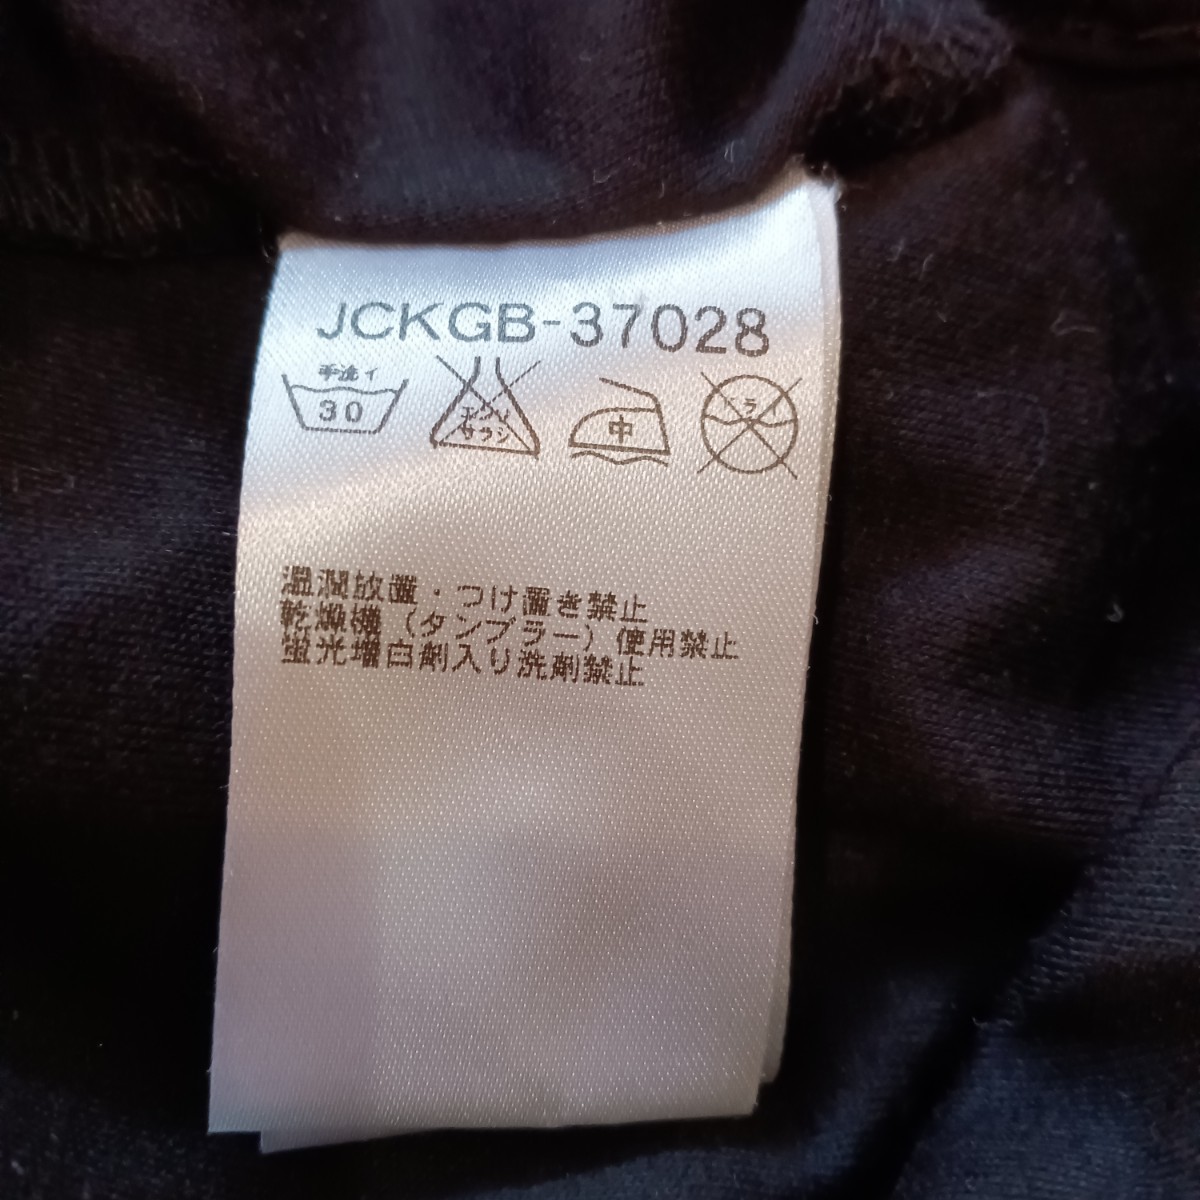 JCKGB-37028
手洗イ
30
エンソ
サラシ
中
ドライ
湿潤放置・つけ置き禁止
乾燥機(タンブラー)使用禁止
蛍光増白剤入り洗剤禁止